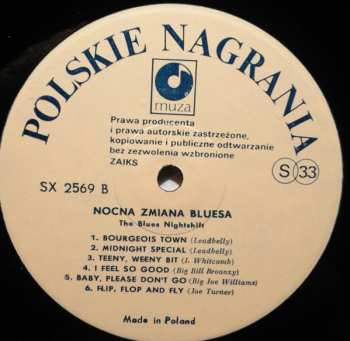 POLSKIE NAGRANIA
muza
Prawa producenta
i prawa autorskie zastrzeżone,
kopiowanie i publiczne odtwarzanie
bez zezwolenia wzbronione
ZAIKS
S 33
SX 2569 B
NOCNA ZMIANA BLUESA
The Blues Nightshift
1. BOURGEOIS TOWN (Leadbelly)
2. MIDNIGHT SPECIAL (Leadbelly)
3. TEENY, WEENY BIT (I. Whitcomb)
4. I FEEL SO GOOD (Big Bill Broonzy)
5. BABY, PLEASE DON'T GO (Big Joe Williams)
6. FLIP, FLOP AND FLY (Joe Turner)
Made in Poland